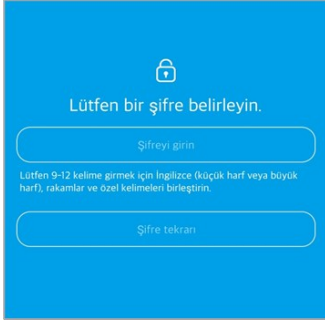 Lütfen bir şifre belirleyin.
Şifreyi girin
Lütfen 9-12 kelime girmek için İngilizce (küçük harf veya büyük
harf), rakamlar ve özel kelimeleri birleştirin.
Şifre tekrarı